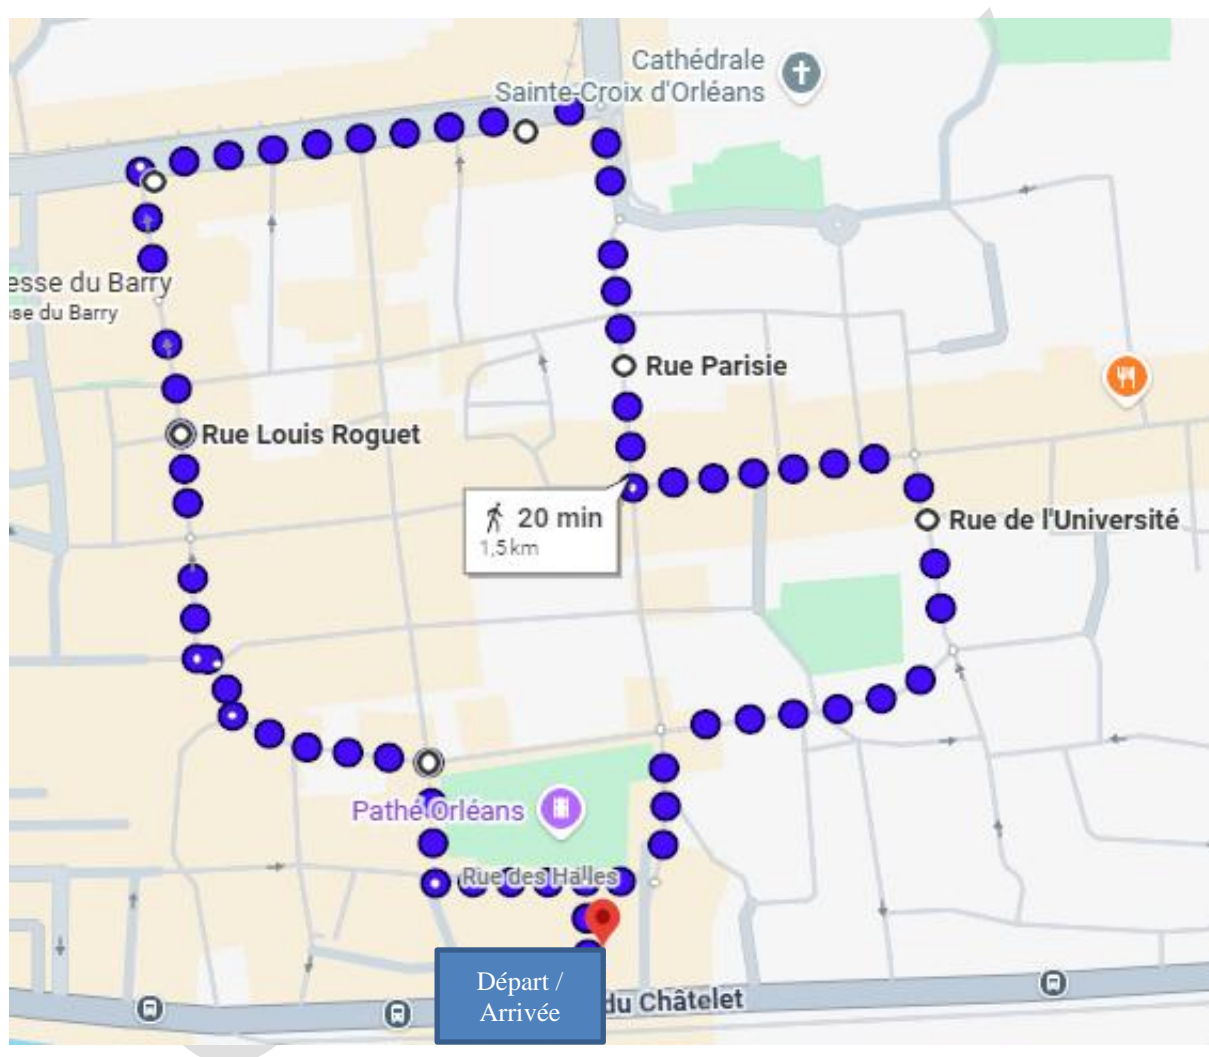 Cathédrale
Sainte-Croix d'Orléans
esse du Barry
sse du Barry
Rue Parisie
Rue Louis Roguet
20 min
1,5 km
Rue de l'Université
Pathé Orléans
Rue des Halles
Départ /
Arrivée
du Châtelet